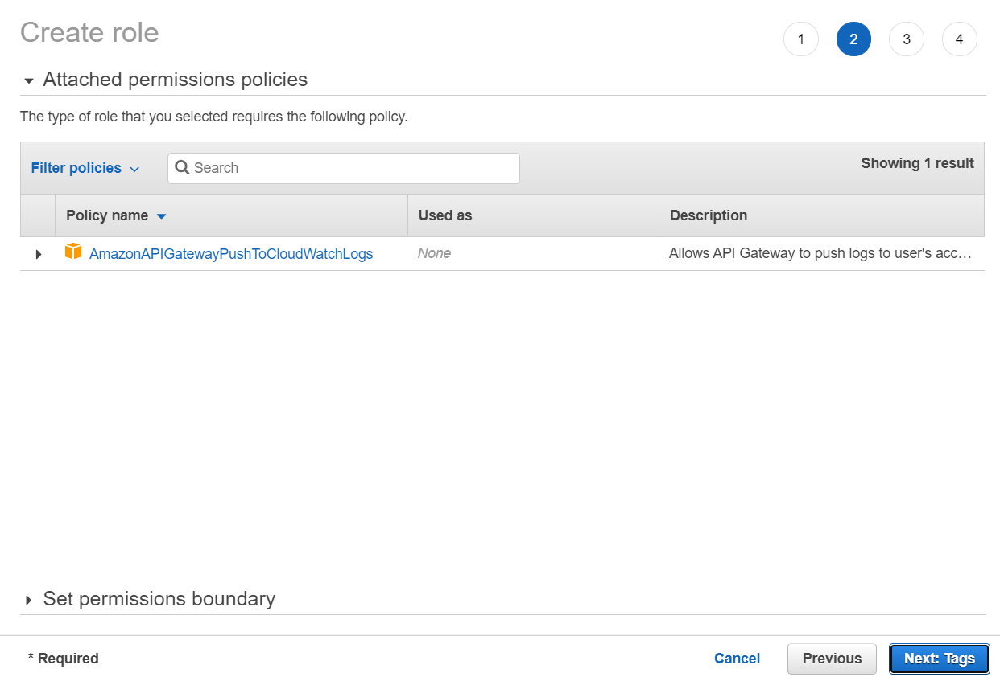 Create role
1 2 3 4
Attached permissions policies
The type of role that you selected requires the following policy.
Filter policies Search Showing 1 result
Policy name Used as Description
AmazonAPIGatewayPushToCloudWatchLogs None Allows API Gateway to push logs to user's acc…
Set permissions boundary
* Required Cancel Previous Next: Tags